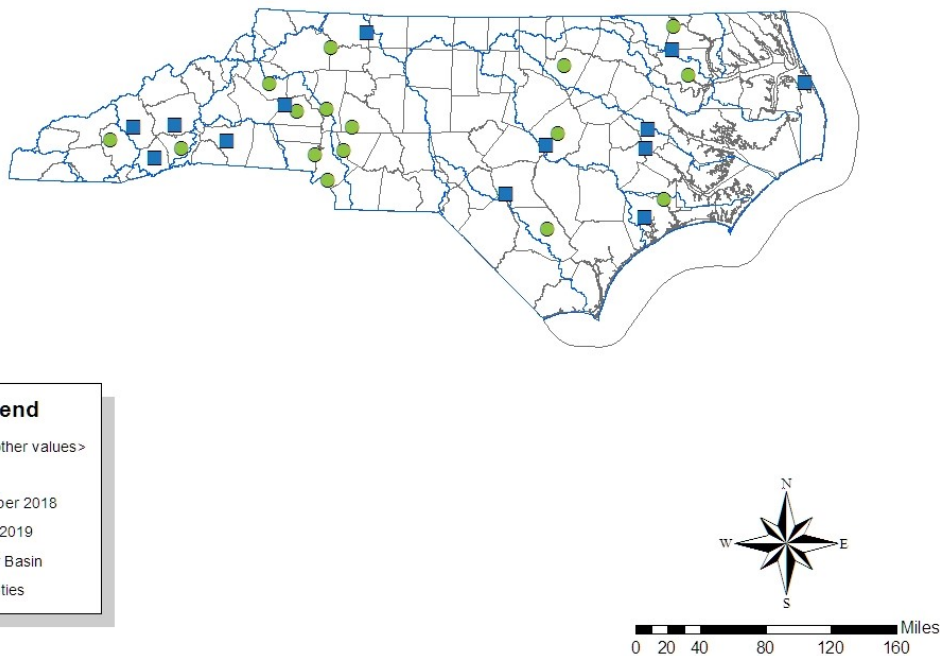 end
ther values>
ber 2018
2019
Basin
ties
N
W E
S
Miles
0 20 40 80 120 160